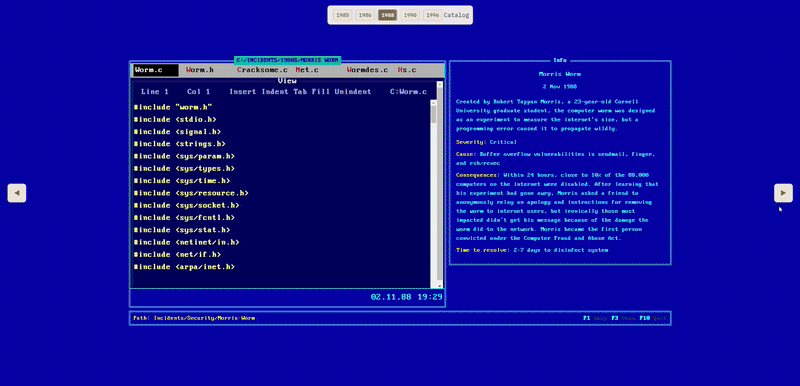 1985 1986 1988 1990 1996 Catalog
C:/INCIDENTS/1980S/MORRIS WORM
Worm.c Worm.h Cracksome.c Net.c Wormdes.c Hs.c
View
Line 1 Col 1 Insert Indent Tab Fill Unindent C:Worm.c
#include "worm.h"
#include <stdio.h>
#include <signal.h>
#include <strings.h>
#include <sys/param.h>
#include <sys/types.h>
#include <sys/time.h>
#include <sys/resource.h>
#include <sys/socket.h>
#include <sys/fcntl.h>
#include <sys/stat.h>
#include <netinet/in.h>
#include <net/if.h>
#include <arpa/inet.h>
02.11.88 19:29
Info
Morris Worm
2 Nov 1988
Created by Robert Tappan Morris, a 23-year-old Cornell
University graduate student, the computer worm was designed
as an experiment to measure the internet's size, but a
programming error caused it to propagate wildly.
Severity: Critical
Cause: Buffer overflow vulnerabilities in sendmail, finger,
and rsh/rexec
Consequences: Within 24 hours, close to 10% of the 88,000
computers on the internet were disabled. After learning that
his experiment had gone awry, Morris asked a friend to
anonymously relay an apology and instructions for removing
the worm to internet users, but ironically those most
impacted didn't get his message because of the damage the
worm did to the network. Morris became the first person
convicted under the Computer Fraud and Abuse Act.
Time to resolve: 2-7 days to disinfect system
Path: Incidents/Security/Morris-Worm
F1 Help F3 View F10 Quit